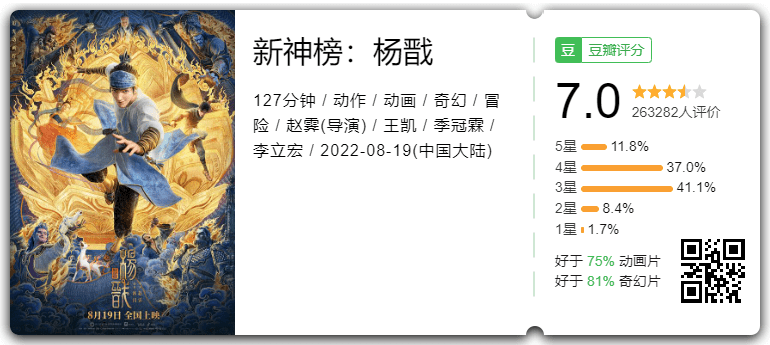 新神榜：杨戬
127分钟 / 动作 / 动画 / 奇幻 / 冒
险 / 赵霁(导演) / 王凯 / 季冠霖 /
李立宏 / 2022-08-19(中国大陆)
豆 豆瓣评分
7.0
263282人评价
5星 11.8%
4星 37.0%
3星 41.1%
2星 8.4%
1星 1.7%
好于 75% 动画片
好于 81% 奇幻片
杨戬
8月19日 全国上映